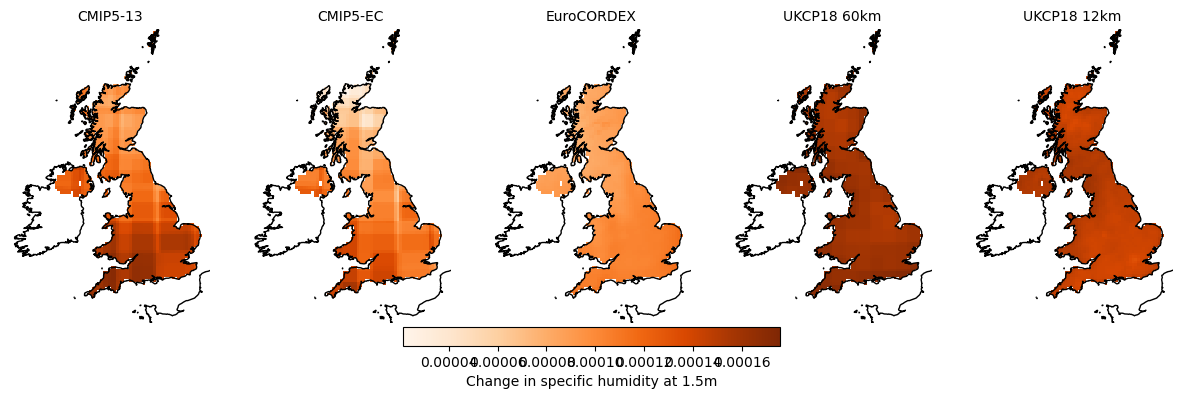 CMIP5-13 CMIP5-EC EuroCORDEX UKCP18 60km UKCP18 12km
0.00004 0.00006 0.00008 0.00010 0.00012 0.00014 0.00016
Change in specific humidity at 1.5m